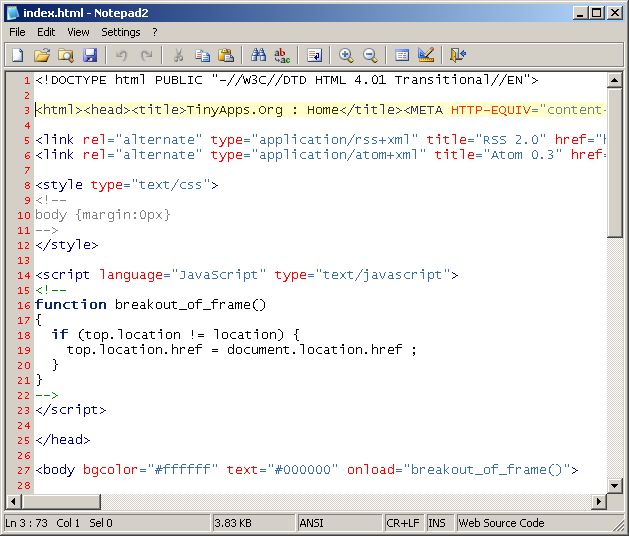 index.html - Notepad2
File Edit View Settings ?
1 <!DOCTYPE html PUBLIC "-//W3C//DTD HTML 4.01 Transitional//EN">
2
3 <html><head><title>TinyApps.Org : Home</title><META HTTP-EQUIV="content-
4
5 <link rel="alternate" type="application/rss+xml" title="RSS 2.0" href="h
6 <link rel="alternate" type="application/atom+xml" title="Atom 0.3" href=
7
8 <style type="text/css">
9 <!--
10 body {margin:0px}
11 -->
12 </style>
13
14 <script language="JavaScript" type="text/javascript">
15 <!--
16 function breakout_of_frame()
17 {
18   if (top.location != location) {
19     top.location.href = document.location.href ;
20   }
21 }
22 -->
23 </script>
24
25 </head>
26
27 <body bgcolor="#ffffff" text="#000000" onload="breakout_of_frame()">
28
Ln 3 : 73 Col 1 Sel 0 3.83 KB ANSI CR+LF INS Web Source Code